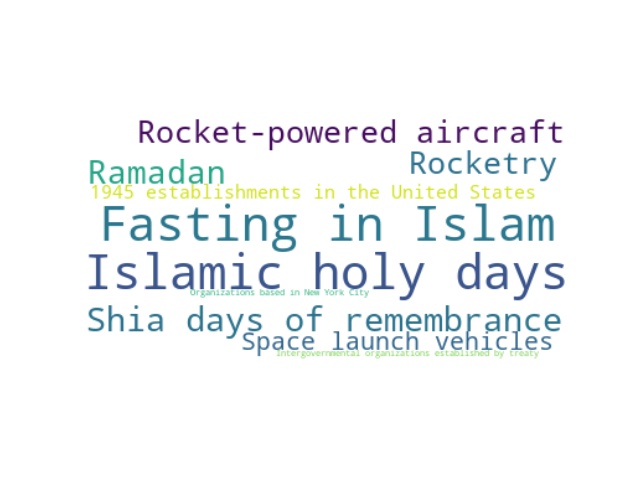 Rocket-powered aircraft
Rocketry
Ramadan
1945 establishments in the United States
Fasting in Islam
Islamic holy days
Organizations based in New York City
Shia days of remembrance
Space launch vehicles
Intergovernmental organizations established by treaty